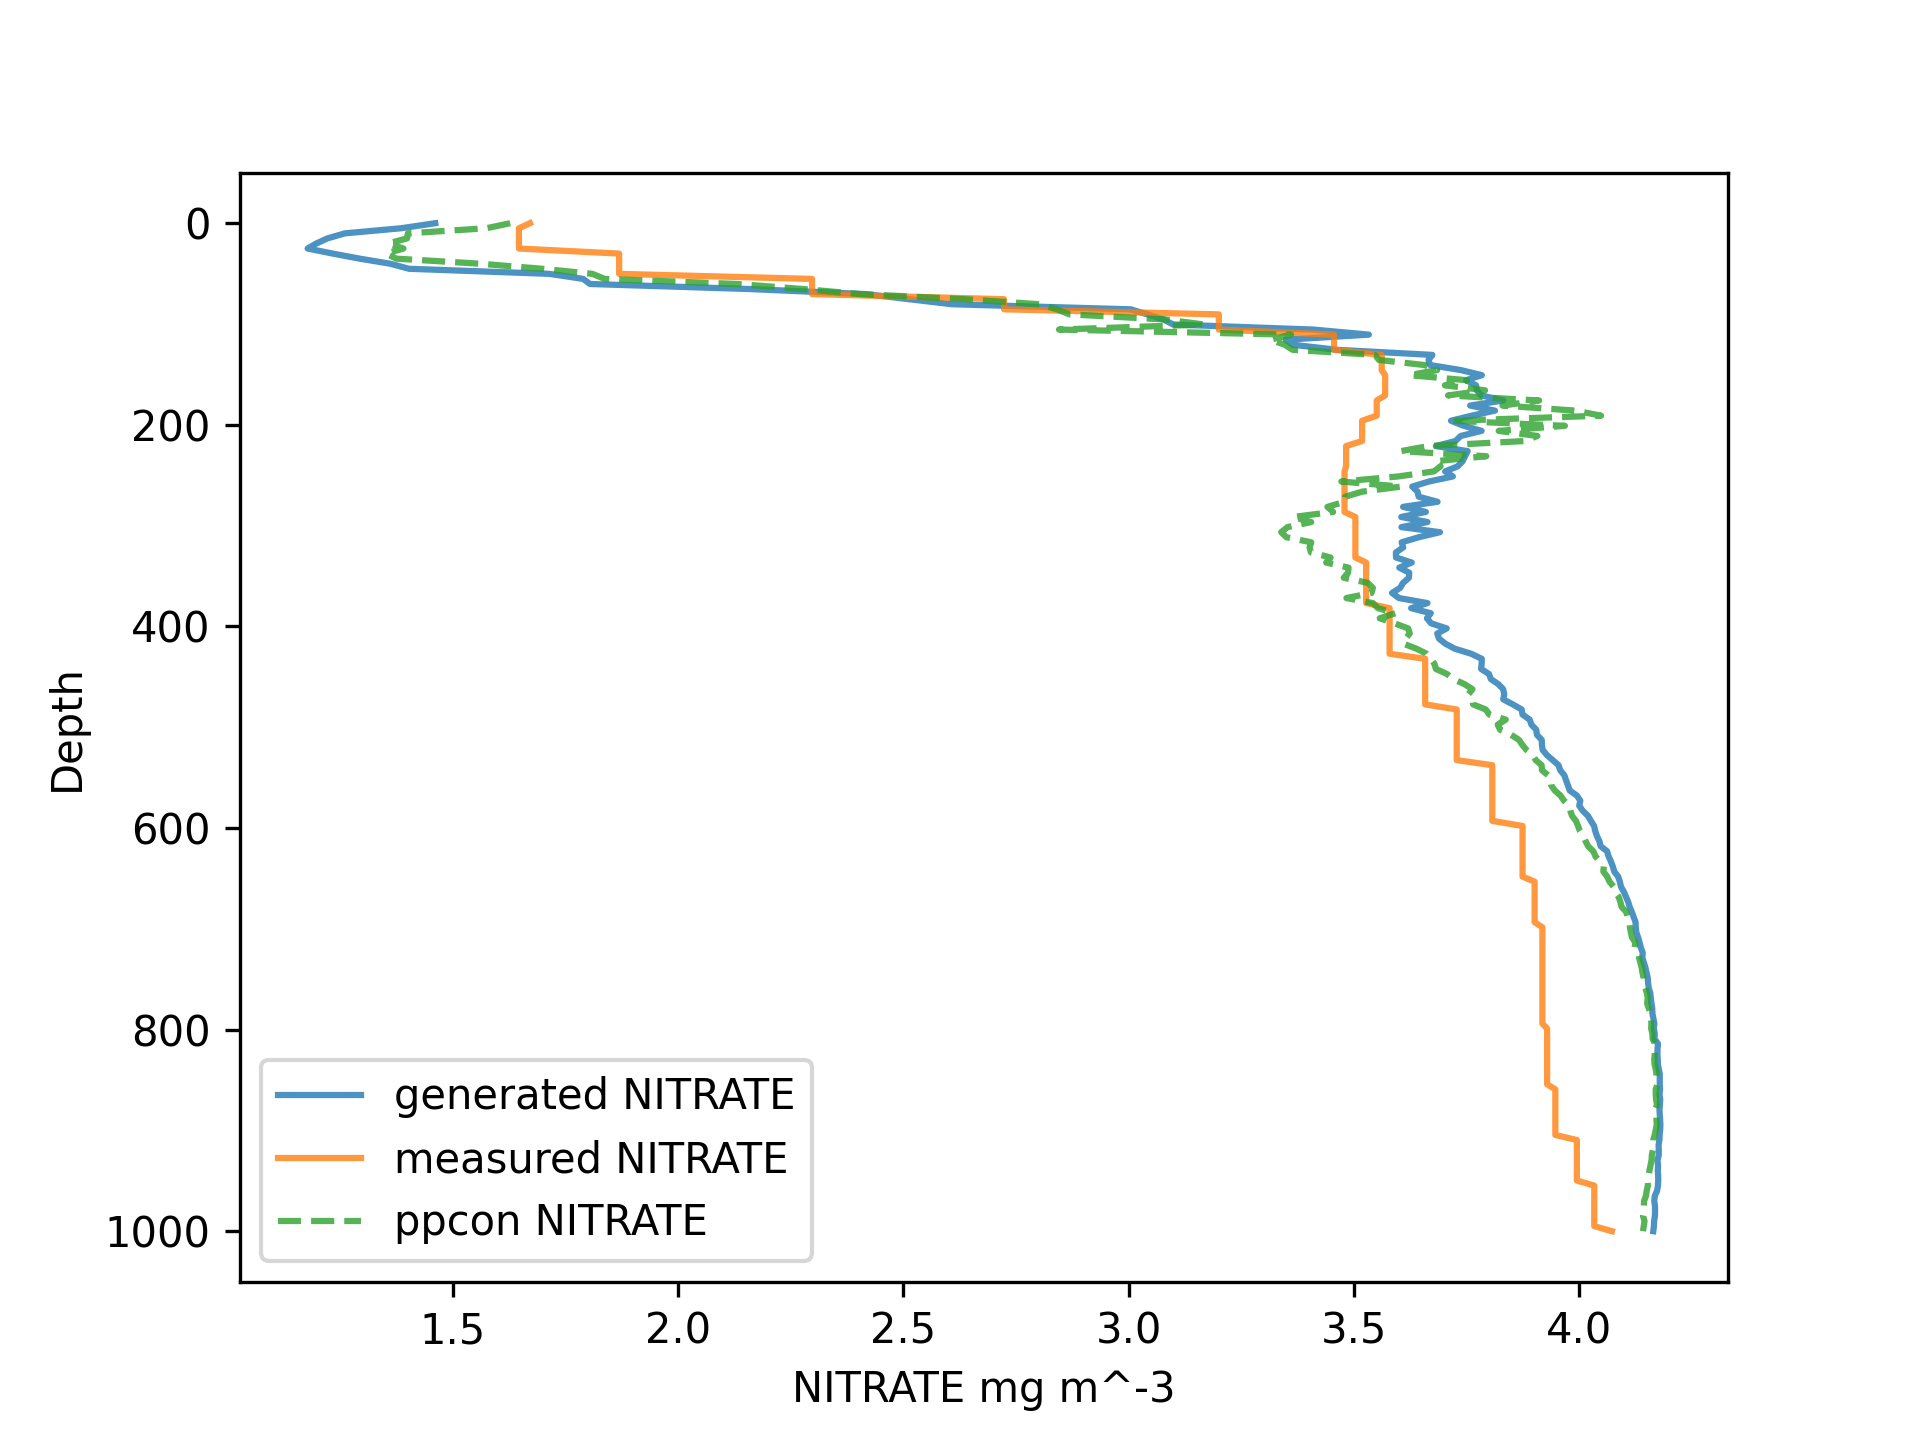 0
200
400
600
800
1000
Depth
generated NITRATE
measured NITRATE
ppcon NITRATE
1.5 2.0 2.5 3.0 3.5 4.0
NITRATE mg m^-3